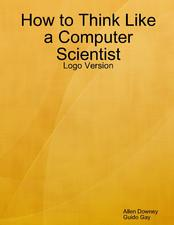 How to Think Like
a Computer
Scientist
Logo Version
Allen Downey
Guido Gay